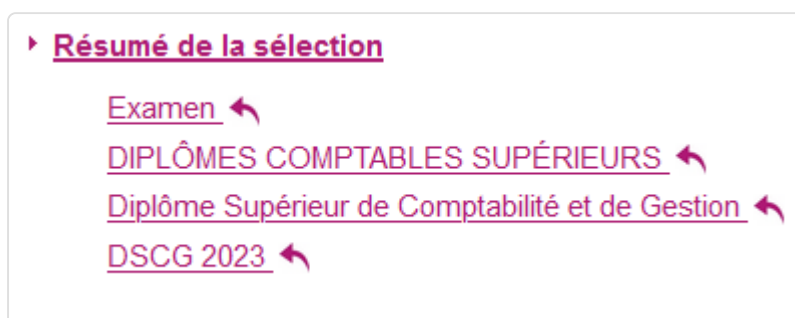 Résumé de la sélection
Examen
DIPLÔMES COMPTABLES SUPÉRIEURS
Diplôme Supérieur de Comptabilité et de Gestion
DSCG 2023